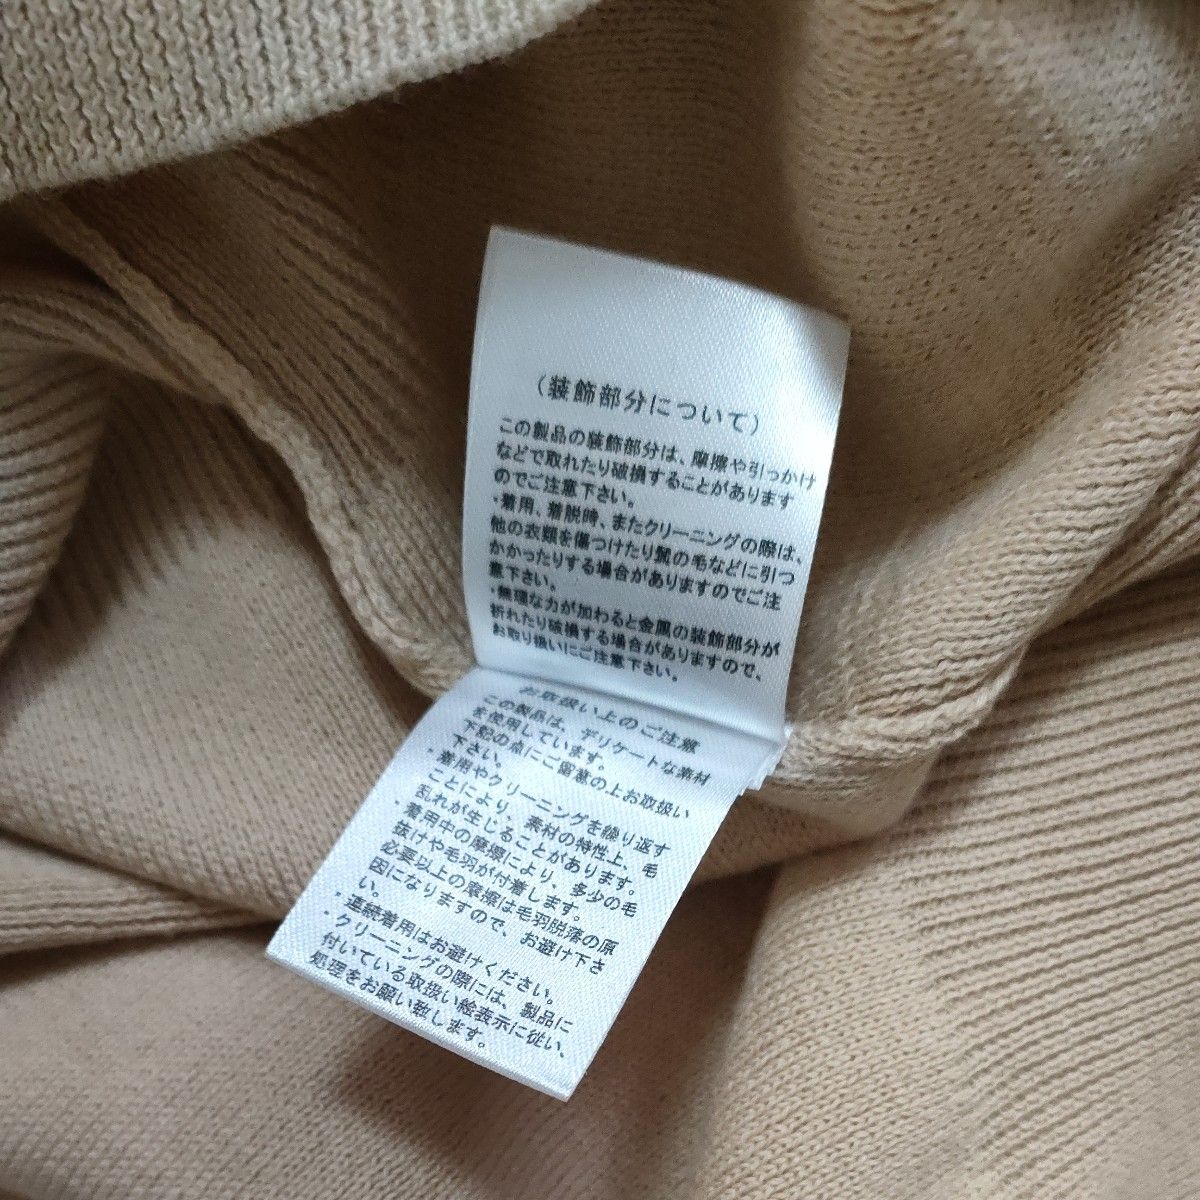 (装飾部分について)
この製品の装飾部分は、摩擦や引っかけ
などで取れたり破損することがあります
のでご注意下さい。
・着用、着脱時、またクリーニングの際は、
他の衣類を傷つけたり髪の毛などに引つ
かかったりする場合がありますのでご注
意下さい。
・無理な力が加わると金属の装飾部分が
折れたり破損する場合がありますので、
お取り扱いにご注意下さい。
お取扱い上のご注意
この製品は、デリケートな素材
を使用しています。
下記の点にご留意の上お取扱い
下さい。
・着用やクリーニングを繰り返す
ことにより、素材の特性上、毛
乱れが生じることがあります。
・着用中の摩擦により、多少の毛
抜けや毛羽が付着します。
必要以上の摩擦は毛羽脱落の原
因になりますので、お避け下さ
い。
・連続着用はお避けください。
・クリーニングの際には、製品に
付いている取扱い絵表示に従い、
処理をお願い致します。